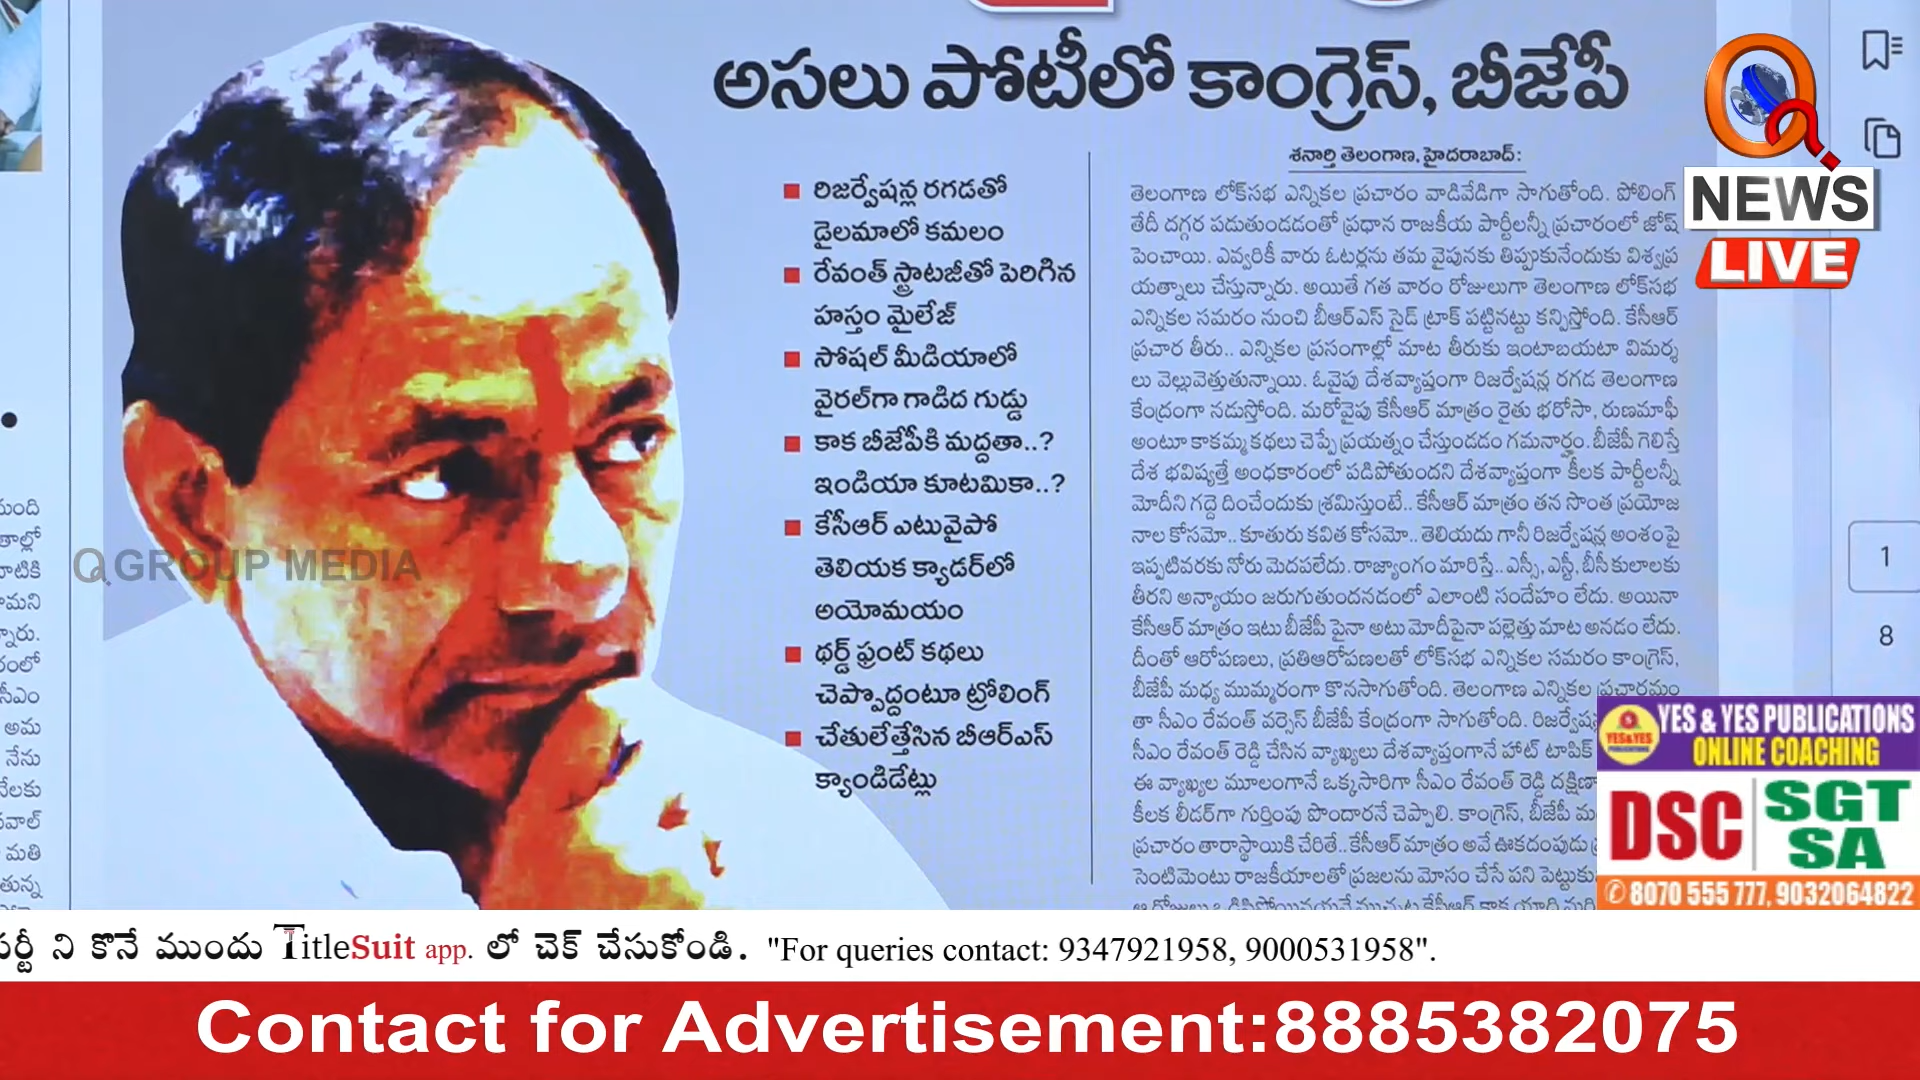 అసలు పోటీలో కాంగ్రెస్, బీజేపీ
రిజర్వేషన్ల రగడతో
డైలమాలో కమలం
రేవంత్ స్ట్రాటజీతో పెరిగిన
హస్తం మైలేజ్
సోషల్ మీడియాలో
వైరల్‌గా గాడిద గుడ్డు
కాక బీజేపీకి మద్దతా..?
ఇండియా కూటమికా..?
కేసీఆర్ ఎటువైపో
తెలియక క్యాడర్‌లో
అయోమయం
థర్డ్ ఫ్రంట్ కథలు
చెప్పొద్దంటూ ట్రోలింగ్
చేతులేత్తేసిన బీఆర్ఎస్
క్యాండిడేట్లు
శనార్తి తెలంగాణ, హైదరాబాద్:
తెలంగాణ లోక్‌సభ ఎన్నికల ప్రచారం వాడివేడిగా సాగుతోంది. పోలింగ్
తేదీ దగ్గర పడుతుండడంతో ప్రధాన రాజకీయ పార్టీలన్నీ ప్రచారంలో జోష్
పెంచాయి. ఎవ్వరికీ వారు ఓటర్లను తమ వైపునకు తిప్పుకునేందుకు విశ్వప్ర
యత్నాలు చేస్తున్నారు. అయితే గత వారం రోజులుగా తెలంగాణ లోక్‌సభ
ఎన్నికల సమరం నుంచి బీఆర్ఎస్ సైడ్ ట్రాక్ పట్టినట్టు కన్పిస్తోంది. కేసీఆర్
ప్రచార తీరు.. ఎన్నికల ప్రసంగాల్లో మాట తీరుకు ఇంటాబయటా విమర్శ
లు వెల్లువెత్తుతున్నాయి. ఓవైపు దేశవ్యాప్తంగా రిజర్వేషన్ల రగడ తెలంగాణ
కేంద్రంగా నడుస్తోంది. మరోవైపు కేసీఆర్ మాత్రం రైతు భరోసా, రుణమాఫీ
అంటూ కాకమ్మ కథలు చెప్పే ప్రయత్నం చేస్తుండడం గమనార్హం. బీజేపీ గెలిస్తే
దేశ భవిష్యత్తే అంధకారంలో పడిపోతుందని దేశవ్యాప్తంగా కీలక పార్టీలన్నీ
మోదీని గద్దె దించేందుకు శ్రమిస్తుంటే.. కేసీఆర్ మాత్రం తన సొంత ప్రయోజ
నాల కోసమో.. కూతురు కవిత కోసమో.. తెలియదు గానీ రిజర్వేషన్ల అంశంపై
ఇప్పటివరకు నోరు మెదపలేదు. రాజ్యాంగం మారిస్తే.. ఎస్సీ, ఎస్టీ, బీసీ కులాలకు
తీరని అన్యాయం జరుగుతుందనడంలో ఎలాంటి సందేహం లేదు. అయినా
కేసీఆర్ మాత్రం ఇటు బీజేపీ పైనా అటు మోదీపైనా పల్లెత్తు మాట అనడం లేదు.
దీంతో ఆరోపణలు, ప్రతిఆరోపణలతో లోక్‌సభ ఎన్నికల సమరం కాంగ్రెస్,
బీజేపీ మధ్య ముమ్మరంగా కొనసాగుతోంది. తెలంగాణ ఎన్నికల ప్రచారమం
తా సీఎం రేవంత్ వర్సెస్ బీజేపీ కేంద్రంగా సాగుతోంది.
సీఎం రేవంత్ రెడ్డి చేసిన వ్యాఖ్యలు దేశవ్యాప్తంగానే హాట్ టాపిక్
ఈ వ్యాఖ్యల మూలంగానే ఒక్కసారిగా సీఎం రేవంత్ రెడ్డి
కీలక లీడర్‌గా గుర్తింపు పొందారనే చెప్పాలి. కాంగ్రెస్, బీజేపీ
ప్రచారం తారాస్థాయికి చేరితే.. కేసీఆర్ మాత్రం అవే ఊకదంపుడు
సెంటిమెంటు రాజకీయాలతో ప్రజలను మోసం చేసే పని
నేను
Q GROUP MEDIA
Q NEWS
LIVE
1
8
YES & YES PUBLICATIONS
ONLINE COACHING
YES&YES
DSC SGT
SA
8070 555 777, 9032064822
ని కొనే ముందు TitleSuit app. లో చెక్ చేసుకోండి. "For queries contact: 9347921958, 9000531958".
Contact for Advertisement:8885382075